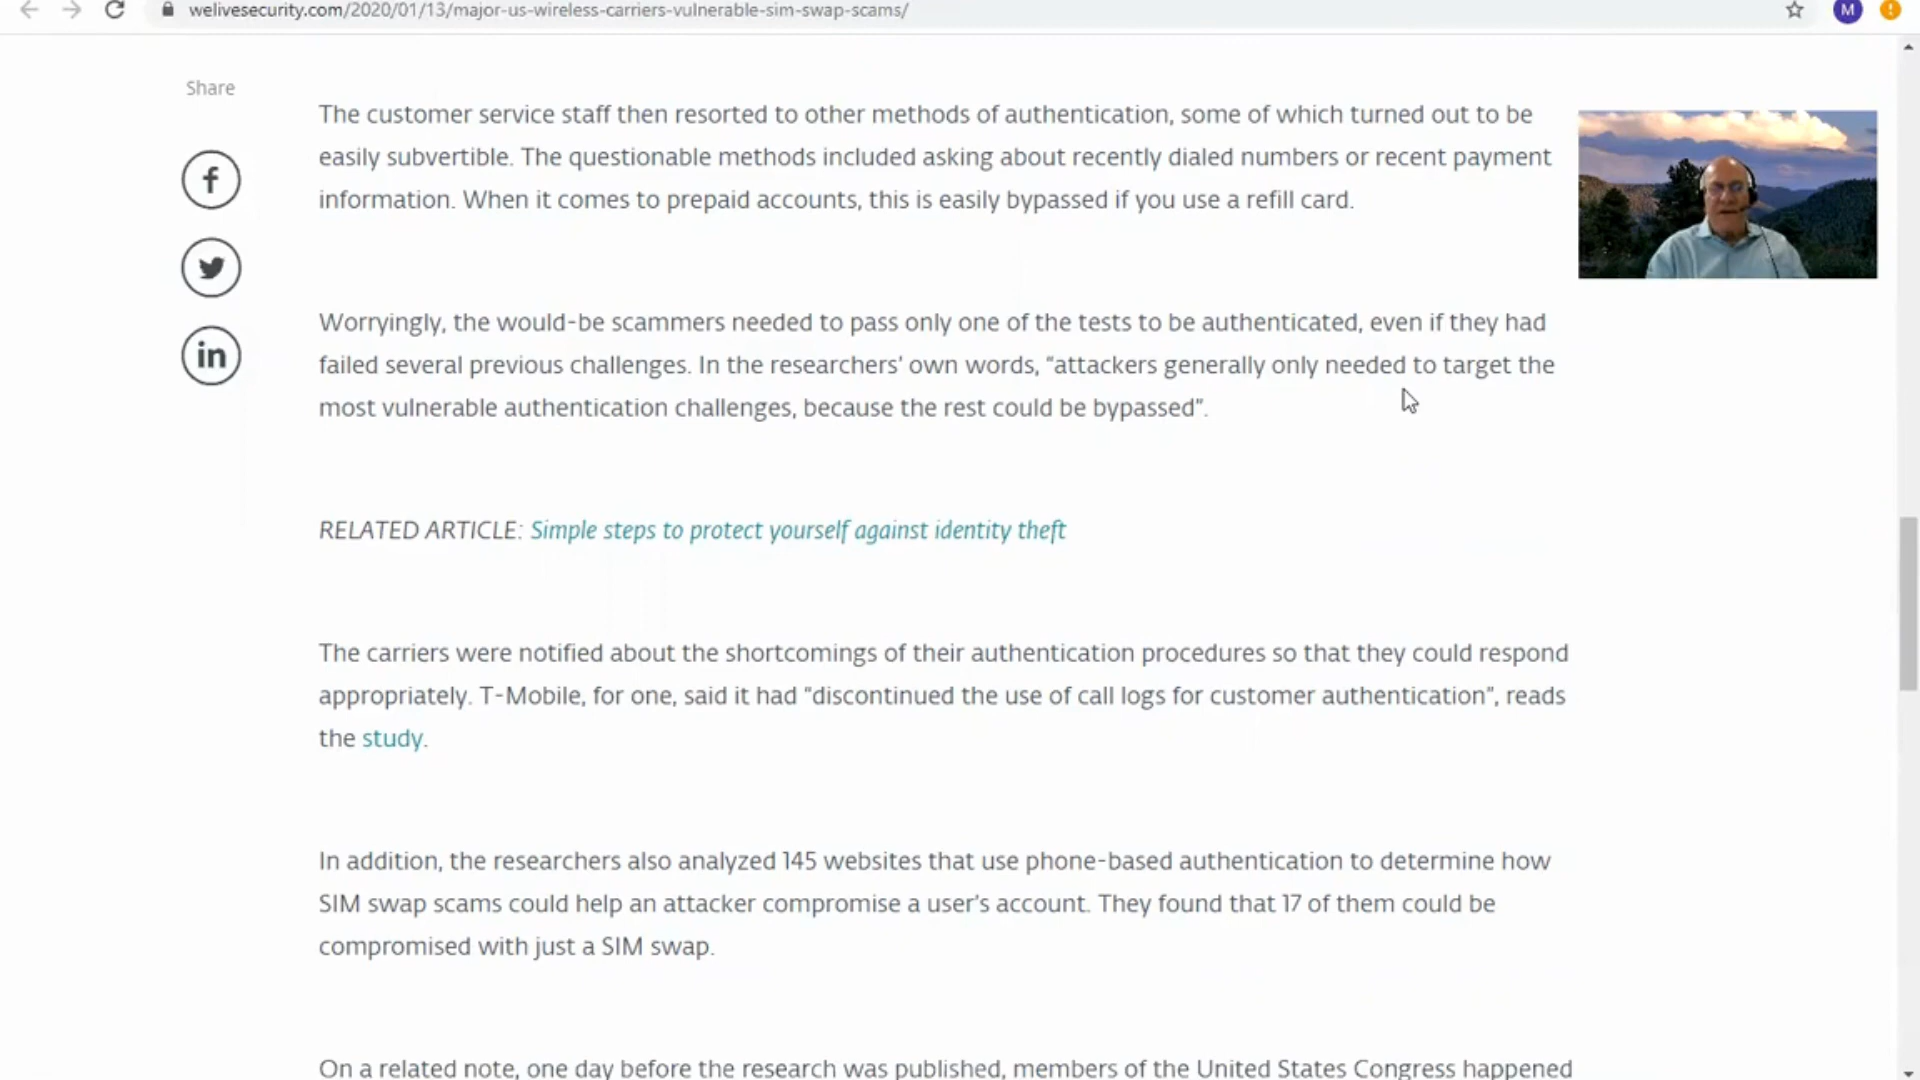 welivesecurity.com/2020/01/13/major-us-wireless-carriers-vulnerable-sim-swap-scams/
M
Share
The customer service staff then resorted to other methods of authentication, some of which turned out to be
easily subvertible. The questionable methods included asking about recently dialed numbers or recent payment
information. When it comes to prepaid accounts, this is easily bypassed if you use a refill card.
f
in
Worryingly, the would-be scammers needed to pass only one of the tests to be authenticated, even if they had
failed several previous challenges. In the researchers’ own words, “attackers generally only needed to target the
most vulnerable authentication challenges, because the rest could be bypassed”.
RELATED ARTICLE: Simple steps to protect yourself against identity theft
The carriers were notified about the shortcomings of their authentication procedures so that they could respond
appropriately. T-Mobile, for one, said it had “discontinued the use of call logs for customer authentication”, reads
the study.
In addition, the researchers also analyzed 145 websites that use phone-based authentication to determine how
SIM swap scams could help an attacker compromise a user’s account. They found that 17 of them could be
compromised with just a SIM swap.
On a related note, one day before the research was published, members of the United States Congress happened